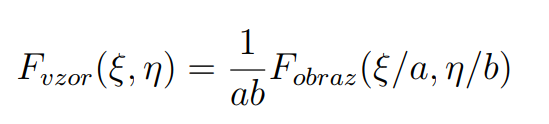 F_{vzor}(ξ, η) = \frac{1}{ab} F_{obraz}(ξ/a, η/b)